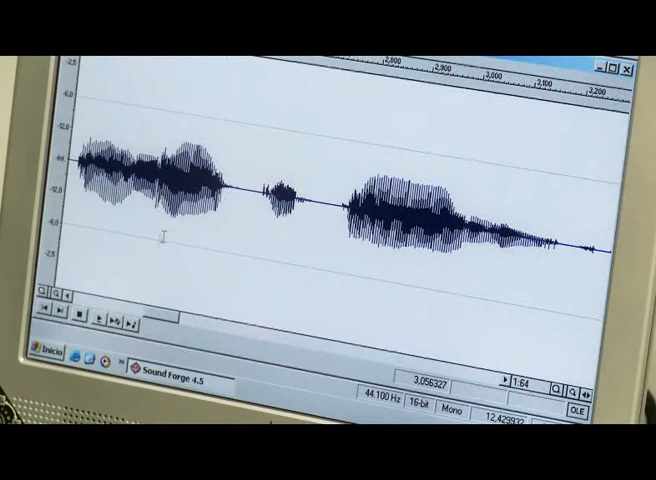 2,800 2,900 3,000 3,100 3,200
-2.5
-6.0
-12.0
-Inf.
-12.0
-6.0
-2.5
3,056327
1:64
Inicio
Sound Forge 4.5
44.100 Hz 16-bit Mono 12,429932
OLE